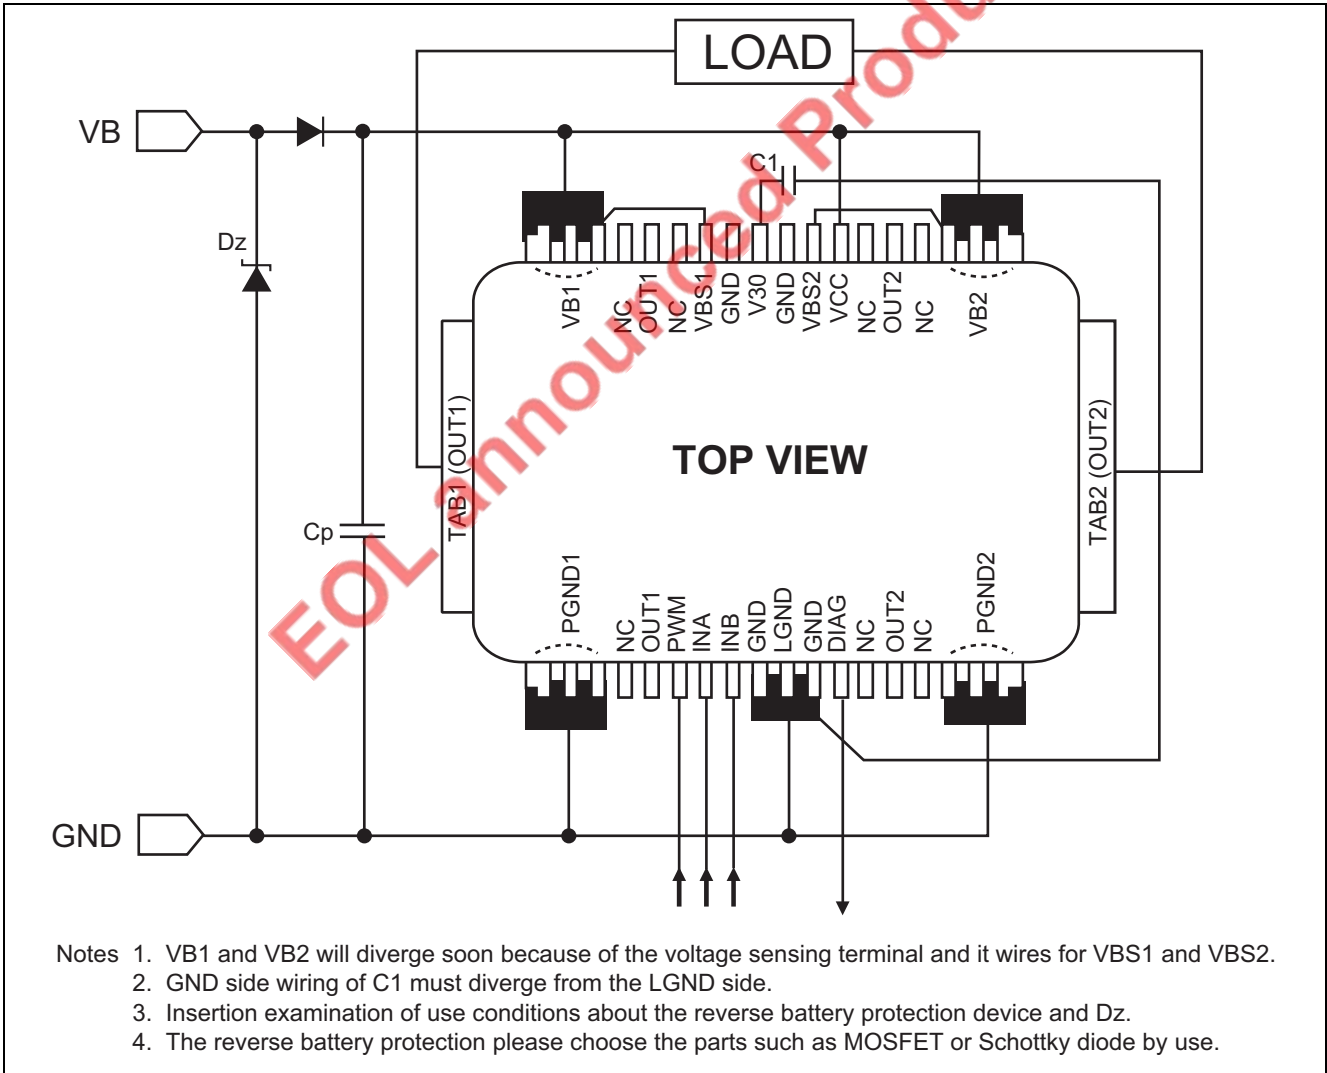 LOAD
VB
C1
Dz
VB1
NC
OUT1
NC
VBS1
GND
V30
GND
VBS2
VCC
NC
OUT2
NC
VB2
TAB1 (OUT1)
TOP VIEW
TAB2 (OUT2)
Cp
PGND1
NC
OUT1
PWM
INA
INB
GND
LGND
GND
DIAG
NC
OUT2
NC
PGND2
GND
EOL announced
Notes 1. VB1 and VB2 will diverge soon because of the voltage sensing terminal and it wires for VBS1 and VBS2.
2. GND side wiring of C1 must diverge from the LGND side.
3. Insertion examination of use conditions about the reverse battery protection device and Dz.
4. The reverse battery protection please choose the parts such as MOSFET or Schottky diode by use.